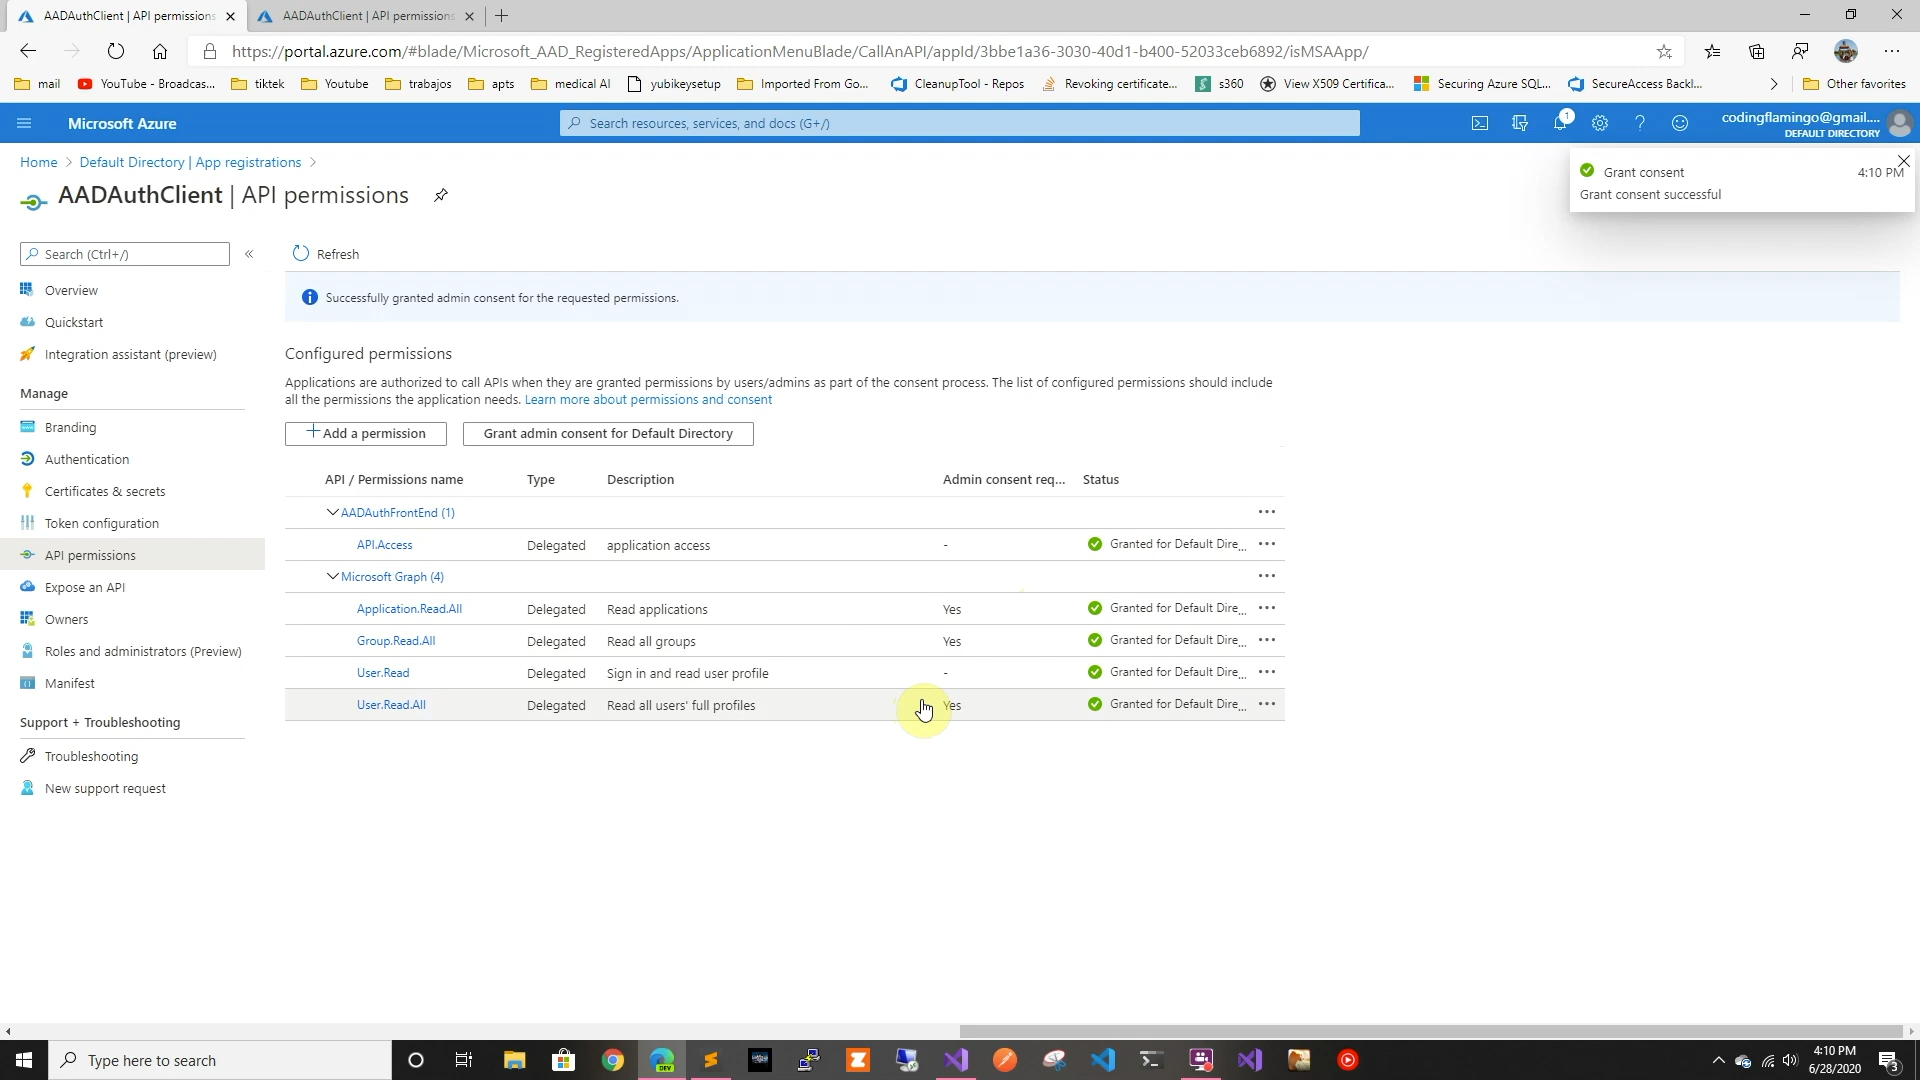 AADAuthClient | API permissions
AADAuthClient | API permissions
https://portal.azure.com/#blade/Microsoft_AAD_RegisteredApps/ApplicationMenuBlade/CallAnAPI/appId/3bbe1a36-3030-40d1-b400-52033ceb6892/isMSAApp/
mail
YouTube - Broadcas...
tiktek
Youtube
trabajos
apts
medical AI
yubikeysetup
Imported From Go...
CleanupTool - Repos
Revoking certificate...
s360
View X509 Certifica...
Securing Azure SQL...
SecureAccess Backl...
Other favorites
Microsoft Azure
Search resources, services, and docs (G+/)
1
codingflamingo@gmail....
DEFAULT DIRECTORY
Home > Default Directory | App registrations >
AADAuthClient | API permissions
Grant consent
4:10 PM
Grant consent successful
Search (Ctrl+/)
«
Refresh
Overview
Quickstart
Integration assistant (preview)
Manage
Branding
Authentication
Certificates & secrets
Token configuration
API permissions
Expose an API
Owners
Roles and administrators (Preview)
Manifest
Support + Troubleshooting
Troubleshooting
New support request
Successfully granted admin consent for the requested permissions.
Configured permissions
Applications are authorized to call APIs when they are granted permissions by users/admins as part of the consent process. The list of configured permissions should include
all the permissions the application needs. Learn more about permissions and consent
+ Add a permission
Grant admin consent for Default Directory
API / Permissions name Type Description Admin consent req... Status
AADAuthFrontEnd (1)
API.Access Delegated application access - Granted for Default Dire...
Microsoft Graph (4)
Application.Read.All Delegated Read applications Yes Granted for Default Dire...
Group.Read.All Delegated Read all groups Yes Granted for Default Dire...
User.Read Delegated Sign in and read user profile - Granted for Default Dire...
User.Read.All Delegated Read all users' full profiles Yes Granted for Default Dire...
Type here to search
DEV
4:10 PM
6/28/2020
3